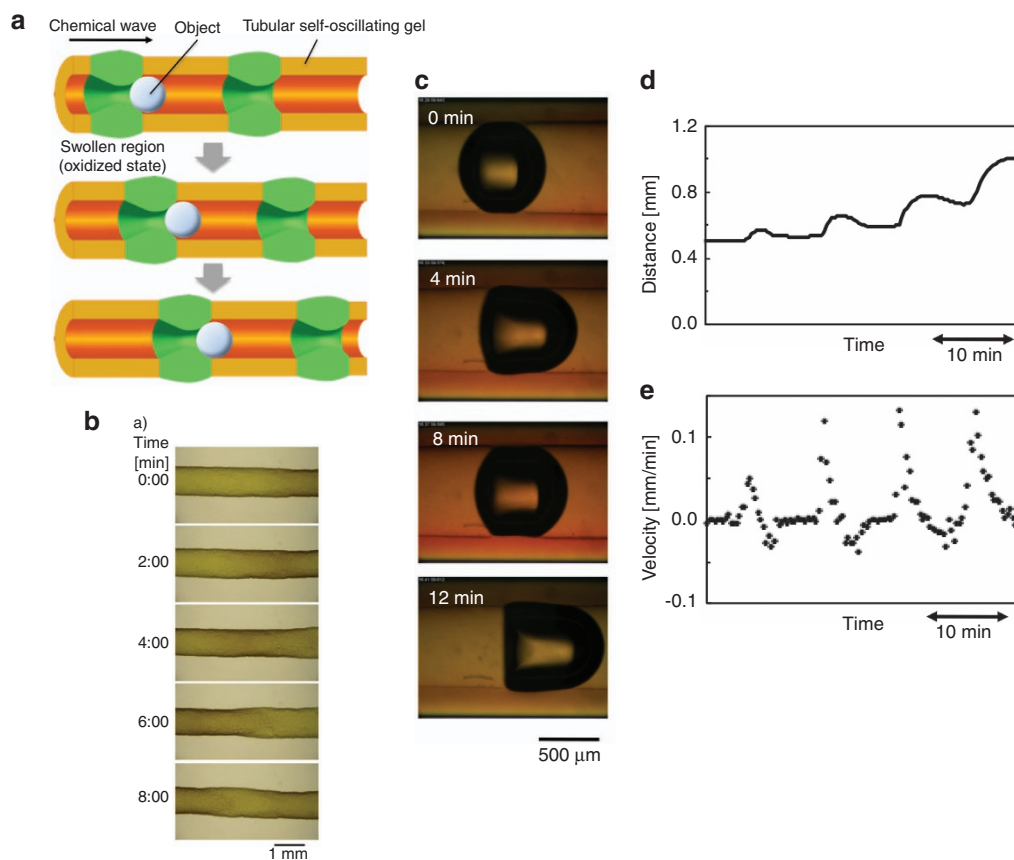 a
Chemical wave
Object
Tubular self-oscillating gel
Swollen region
(oxidized state)
b
a)
Time
[min]
0:00
2:00
4:00
6:00
8:00
1 mm
c
0 min
4 min
8 min
12 min
500 µm
d
Distance [mm]
1.2
0.8
0.4
0.0
Time
10 min
e
Velocity [mm/min]
0.1
0.0
-0.1
Time
10 min